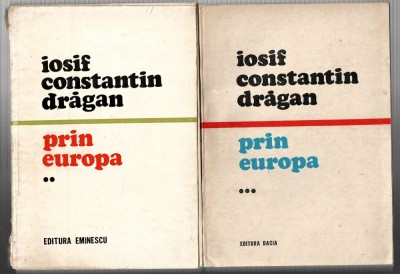 iosif
constantin
drăgan
prin
europa
••
EDITURA EMINESCU
iosif
constantin
drăgan
prin
europa
•••
EDITURA DACIA